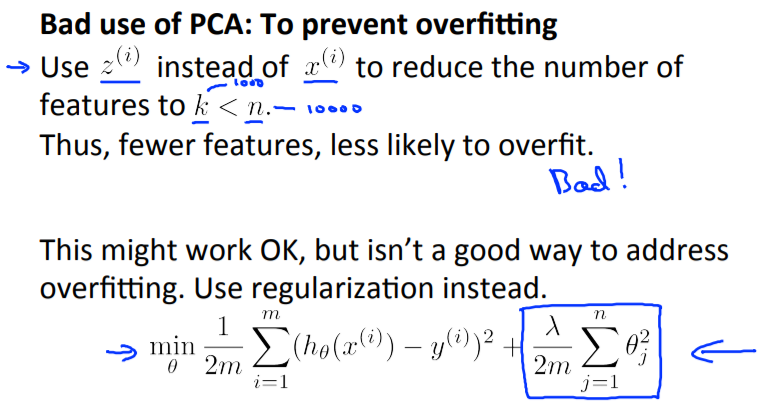 Bad use of PCA: To prevent overfitting
→ Use z^{(i)} instead of x^{(i)} to reduce the number of
1000
features to k < n. — 10000
Thus, fewer features, less likely to overfit.
Bad!
This might work OK, but isn't a good way to address
overfitting. Use regularization instead.
→ \min_{\theta} \frac{1}{2m} \sum_{i=1}^{m} (h_\theta(x^{(i)}) - y^{(i)})^2 + \frac{\lambda}{2m} \sum_{j=1}^{n} \theta_j^2 ←